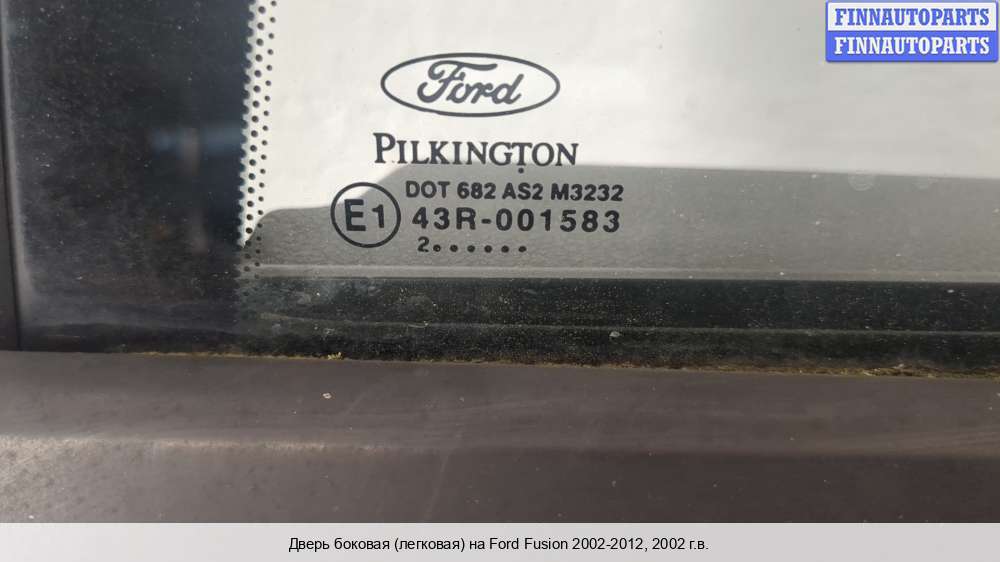 FINNAUTOPARTS
FINNAUTOPARTS
Ford
PILKINGTON
DOT 682 AS2 M3232
E1 43R-001583
2......
Дверь боковая (легковая) на Ford Fusion 2002-2012, 2002 г.в.